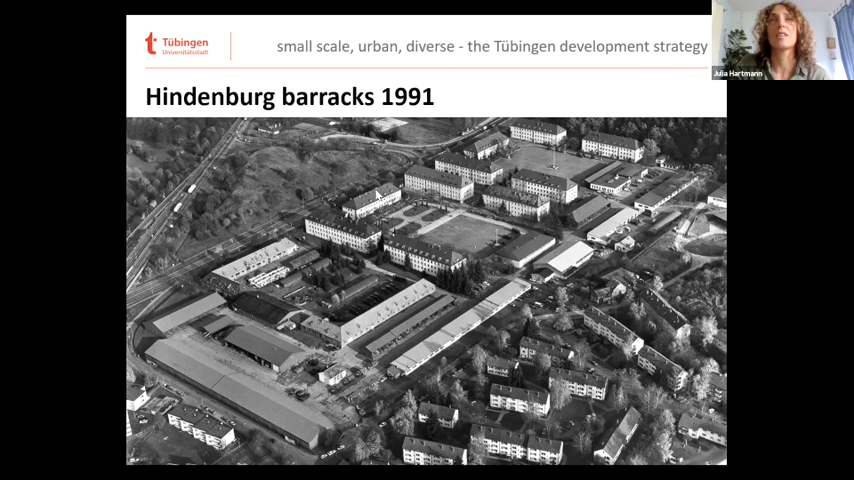 Tübingen
Universitätsstadt
small scale, urban, diverse - the Tübingen development strategy
Julia Hartmann
Hindenburg barracks 1991